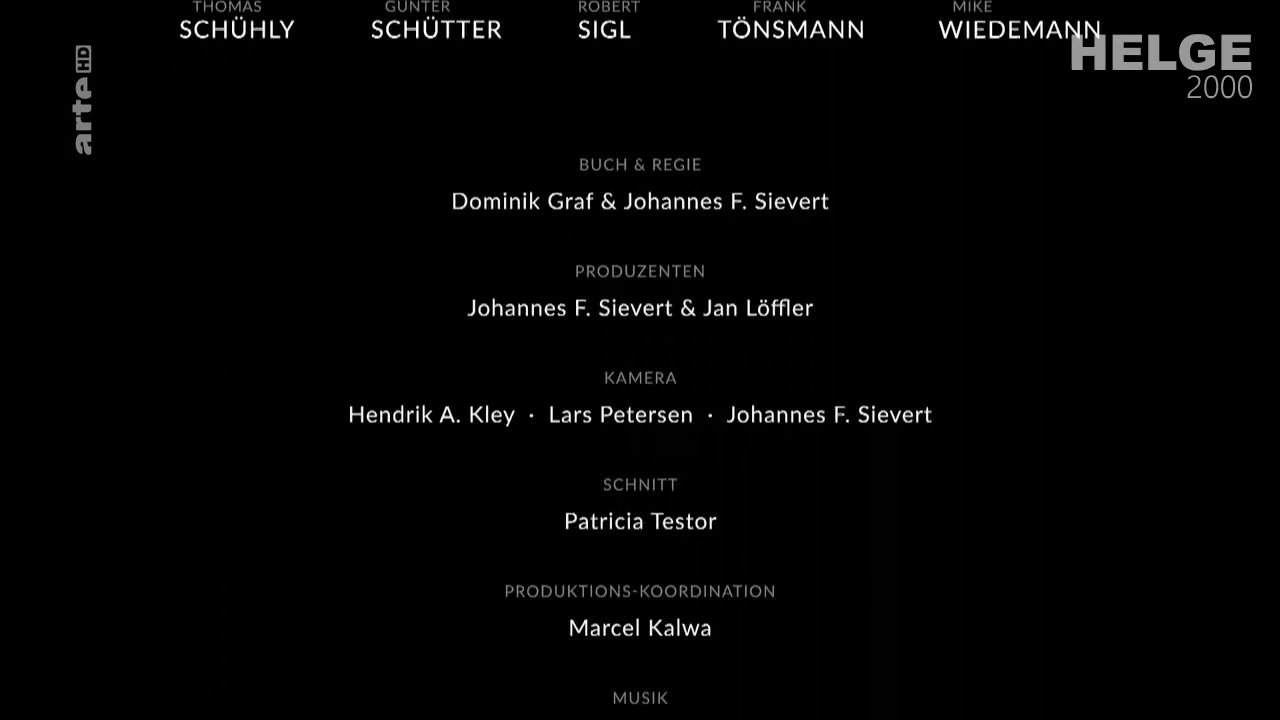 THOMAS GÜNTER ROBERT FRANK MIKE
SCHÜHLY SCHÜTTER SIGL TÖNSMANN WIEDEMANN
HELGE
2000
arte HD
BUCH & REGIE
Dominik Graf & Johannes F. Sievert
PRODUZENTEN
Johannes F. Sievert & Jan Löffler
KAMERA
Hendrik A. Kley · Lars Petersen · Johannes F. Sievert
SCHNITT
Patricia Testor
PRODUKTIONS-KOORDINATION
Marcel Kalwa
MUSIK